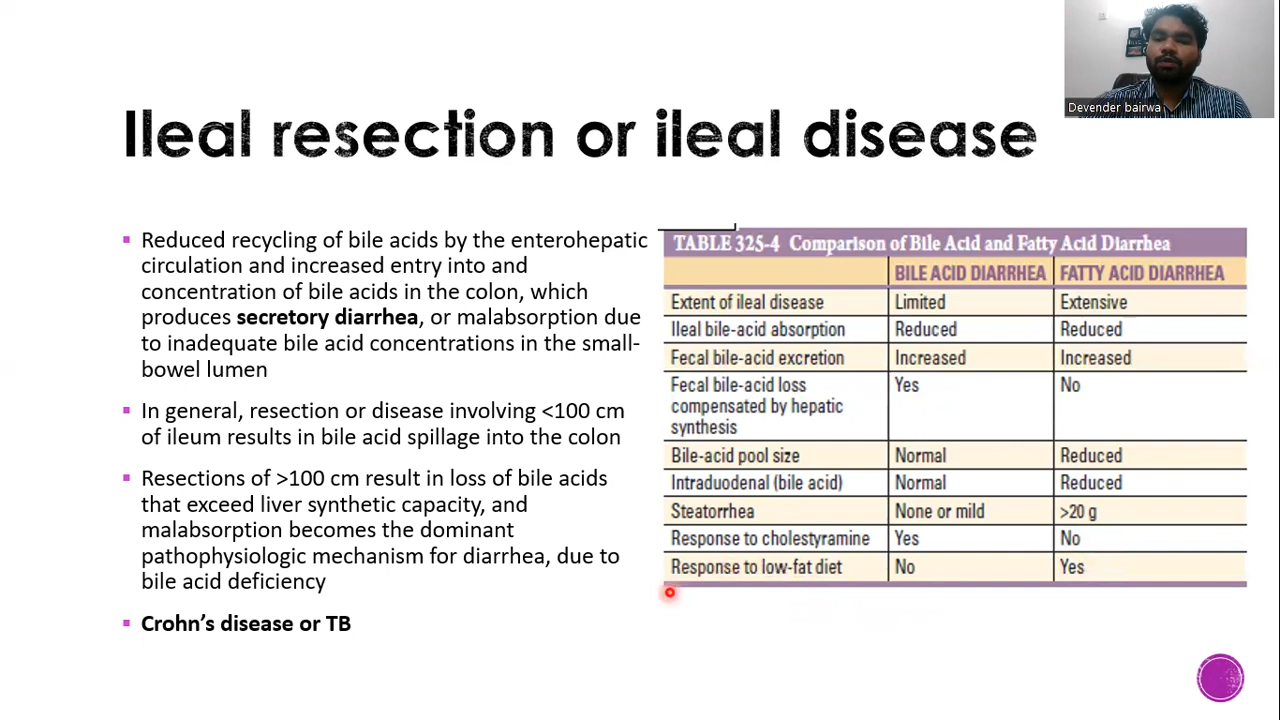 Devender bairwa
Ileal resection or ileal disease
Reduced recycling of bile acids by the enterohepatic
circulation and increased entry into and
concentration of bile acids in the colon, which
produces secretory diarrhea, or malabsorption due
to inadequate bile acid concentrations in the small-
bowel lumen
In general, resection or disease involving <100 cm
of ileum results in bile acid spillage into the colon
Resections of >100 cm result in loss of bile acids
that exceed liver synthetic capacity, and
malabsorption becomes the dominant
pathophysiologic mechanism for diarrhea, due to
bile acid deficiency
Crohn’s disease or TB
TABLE 325-4 Comparison of Bile Acid and Fatty Acid Diarrhea
BILE ACID DIARRHEA FATTY ACID DIARRHEA
Extent of ileal disease Limited Extensive
Ileal bile-acid absorption Reduced Reduced
Fecal bile-acid excretion Increased Increased
Fecal bile-acid loss Yes No
compensated by hepatic
synthesis
Bile-acid pool size Normal Reduced
Intraduodenal (bile acid) Normal Reduced
Steatorrhea None or mild >20 g
Response to cholestyramine Yes No
Response to low-fat diet No Yes